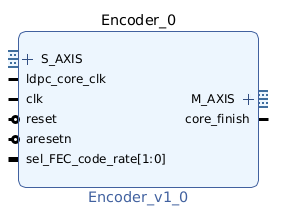 Encoder_0
S_AXIS
ldpc_core_clk
clk
M_AXIS
reset
core_finish
aresetn
sel_FEC_code_rate[1:0]
Encoder_v1_0